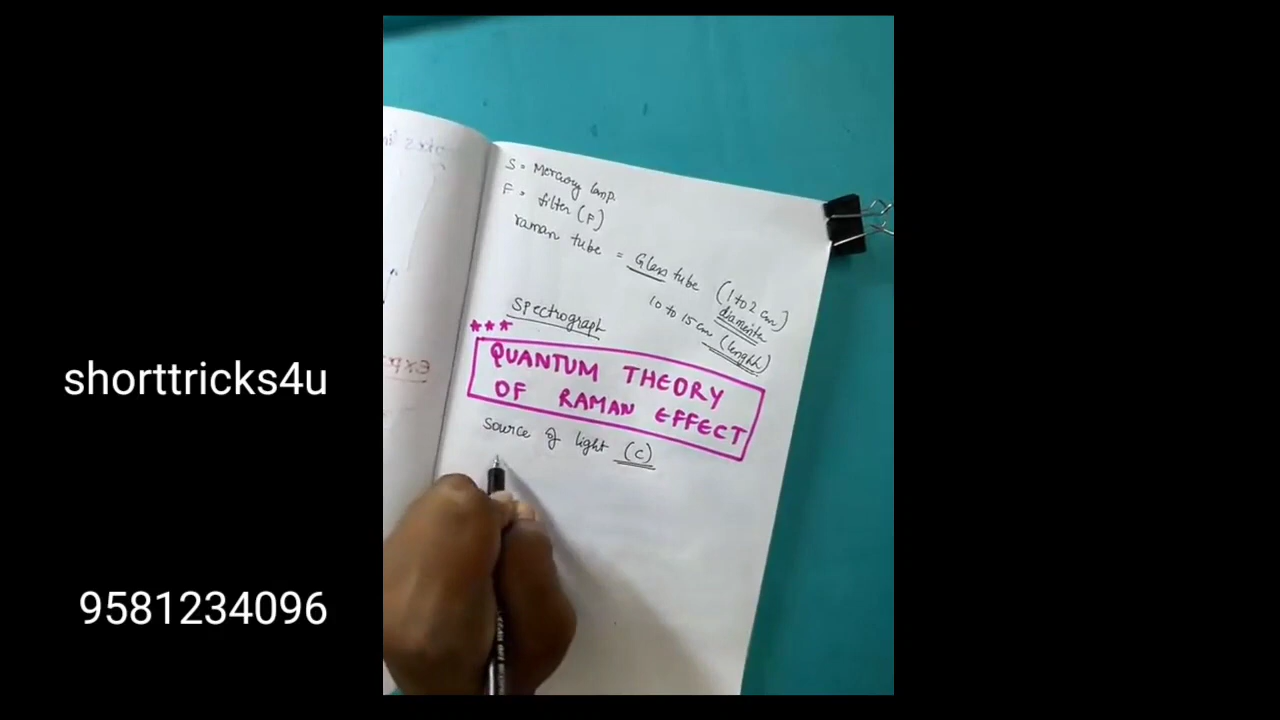 S = Mercury lamp.
F = filter (F)
raman tube = Glass tube (1 to 2 cm)
diameter
10 to 15 cm (lenghth)
Spectrograph
***
QUANTUM THEORY
OF RAMAN EFFECT
Source of light (c)
shorttricks4u
9581234096